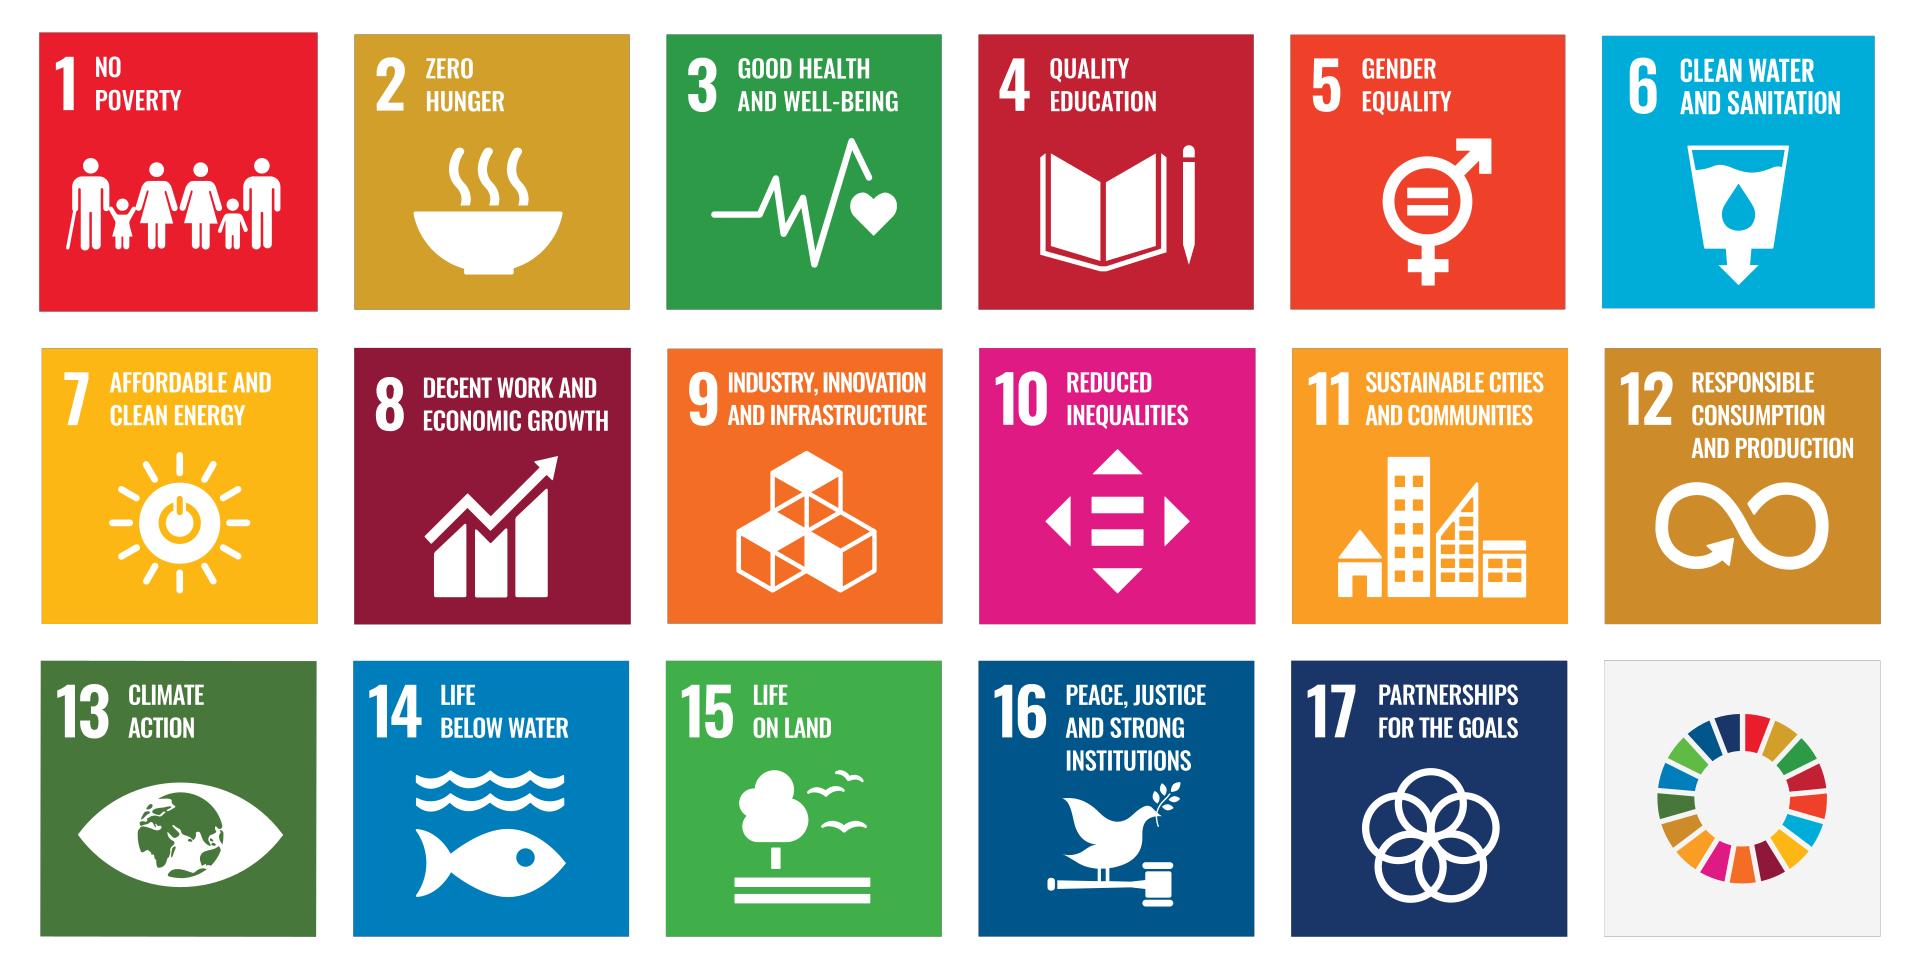 1 NO
POVERTY
2 ZERO
HUNGER
3 GOOD HEALTH
AND WELL-BEING
4 QUALITY
EDUCATION
5 GENDER
EQUALITY
6 CLEAN WATER
AND SANITATION
7 AFFORDABLE AND
CLEAN ENERGY
8 DECENT WORK AND
ECONOMIC GROWTH
9 INDUSTRY, INNOVATION
AND INFRASTRUCTURE
10 REDUCED
INEQUALITIES
11 SUSTAINABLE CITIES
AND COMMUNITIES
12 RESPONSIBLE
CONSUMPTION
AND PRODUCTION
13 CLIMATE
ACTION
14 LIFE
BELOW WATER
15 LIFE
ON LAND
16 PEACE, JUSTICE
AND STRONG
INSTITUTIONS
17 PARTNERSHIPS
FOR THE GOALS